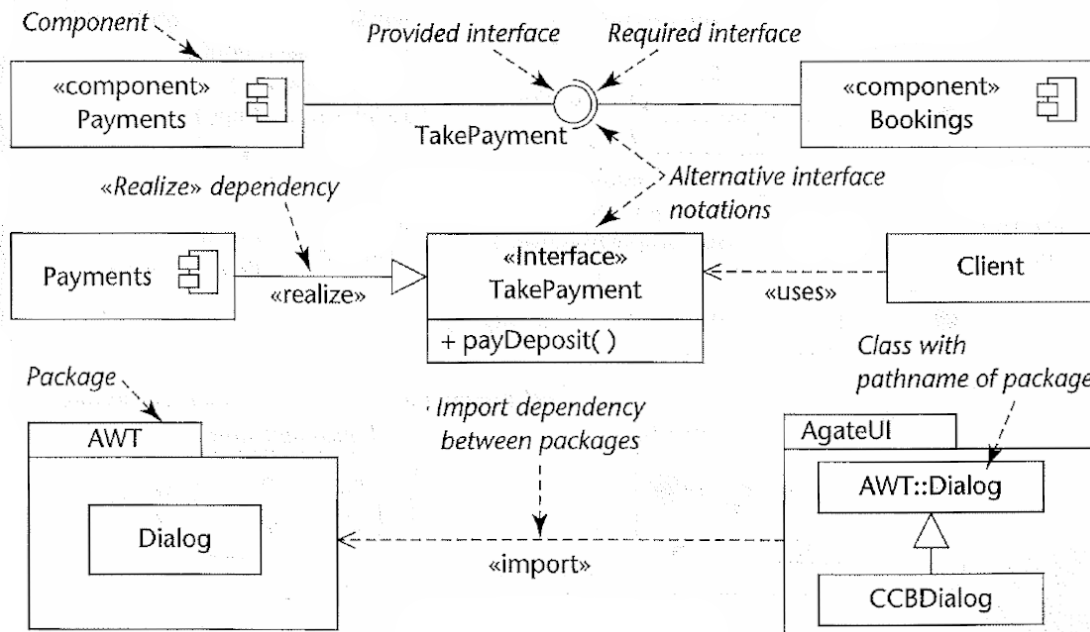 Component
Provided interface
Required interface
«component»
Payments
TakePayment
«component»
Bookings
«Realize» dependency
Alternative interface
notations
Payments
«realize»
«Interface»
TakePayment
+ payDeposit( )
«uses»
Client
Class with
pathname of package
Package
Import dependency
between packages
AWT
Dialog
«import»
AgateUI
AWT::Dialog
CCBDialog